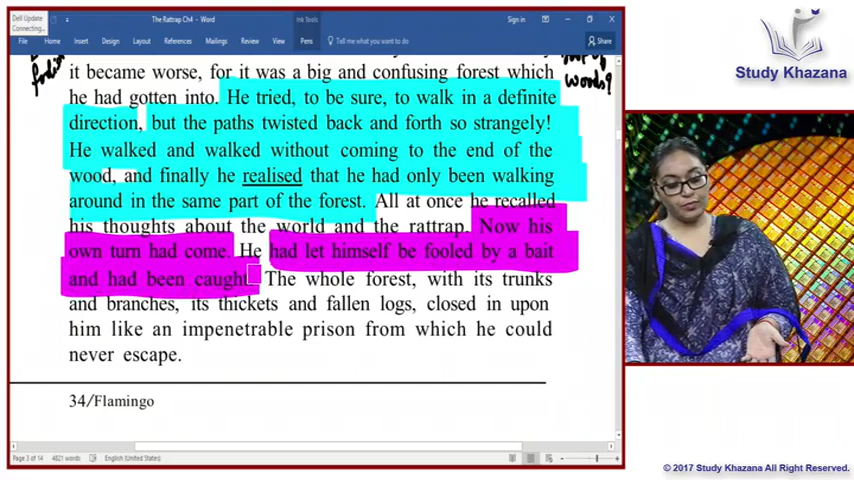 Dell Update
Connecting...
The Rattrap Ch4 - Word
Ink Tools
Sign in
File
Home
Insert
Design
Layout
References
Mailings
Review
View
Pens
Tell me what you want to do
Share
it became worse, for it was a big and confusing forest which
he had gotten into. He tried, to be sure, to walk in a definite
direction, but the paths twisted back and forth so strangely!
He walked and walked without coming to the end of the
wood, and finally he realised that he had only been walking
around in the same part of the forest. All at once he recalled
his thoughts about the world and the rattrap. Now his
own turn had come. He had let himself be fooled by a bait
and had been caught. The whole forest, with its trunks
and branches, its thickets and fallen logs, closed in upon
him like an impenetrable prison from which he could
never escape.
34/Flamingo
words?
Page 3 of 14
4821 words
English (United States)
100%
Study Khazana
© 2017 Study Khazana All Right Reserved.